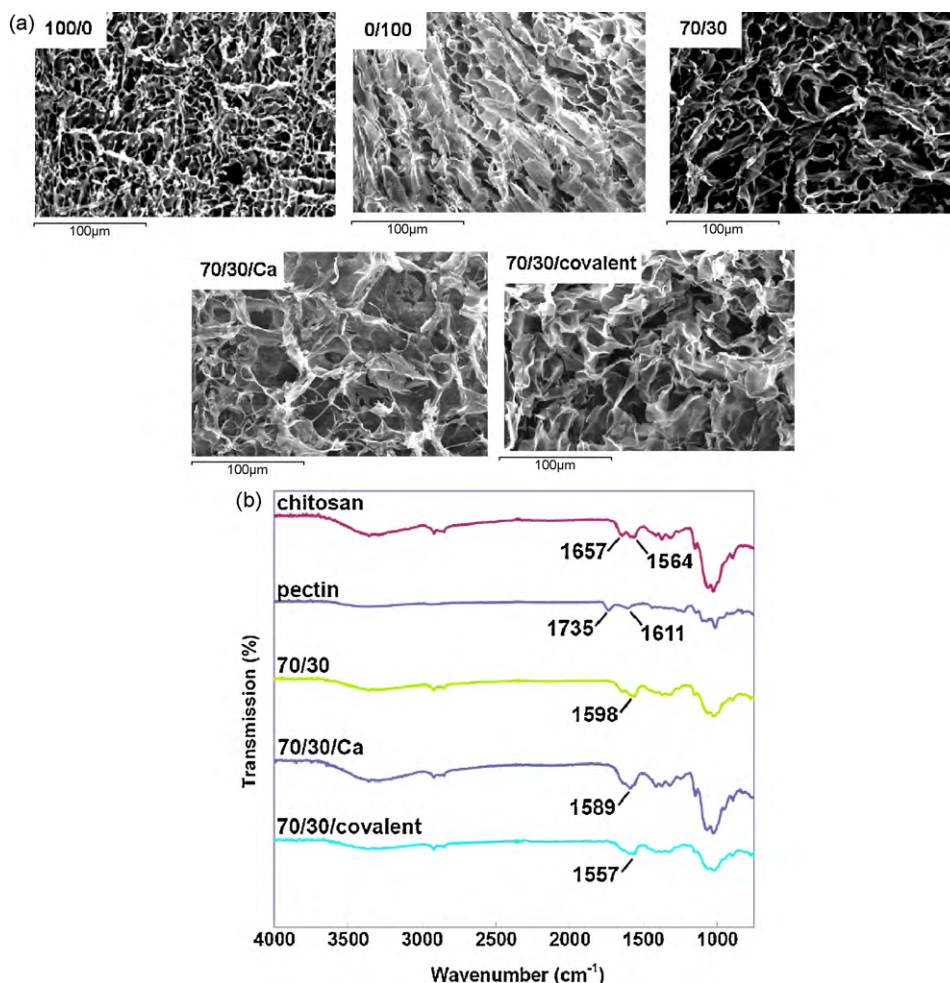 (a)
100/0
0/100
70/30
100µm
100µm
100µm
70/30/Ca
70/30/covalent
100µm
100µm
(b)
chitosan
1657
1564
pectin
1735
1611
70/30
1598
70/30/Ca
1589
70/30/covalent
1557
Transmission (%)
4000 3500 3000 2500 2000 1500 1000
Wavenumber (cm⁻¹)